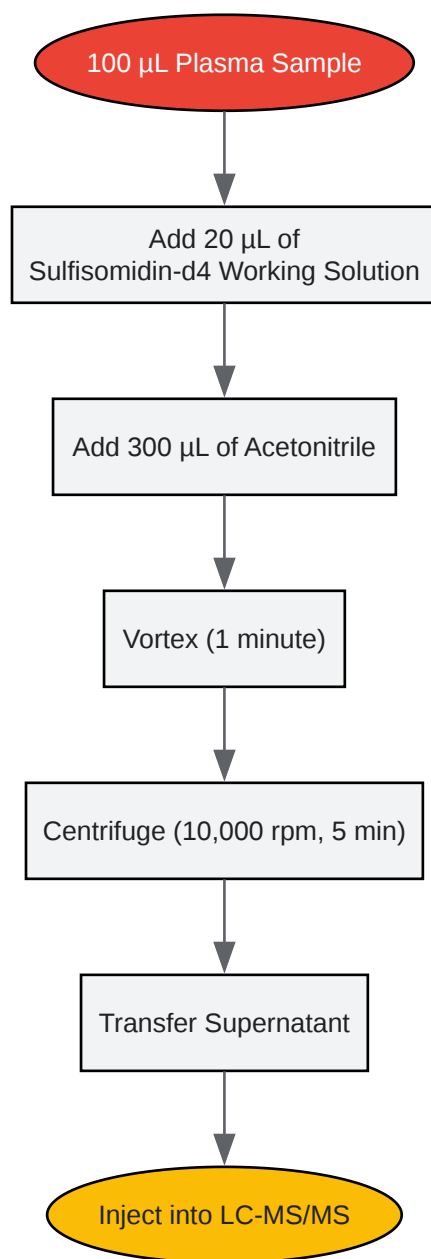 100 µL Plasma Sample
Add 20 µL of
Sulfisomidin-d4 Working Solution
Add 300 µL of Acetonitrile
Vortex (1 minute)
Centrifuge (10,000 rpm, 5 min)
Transfer Supernatant
Inject into LC-MS/MS